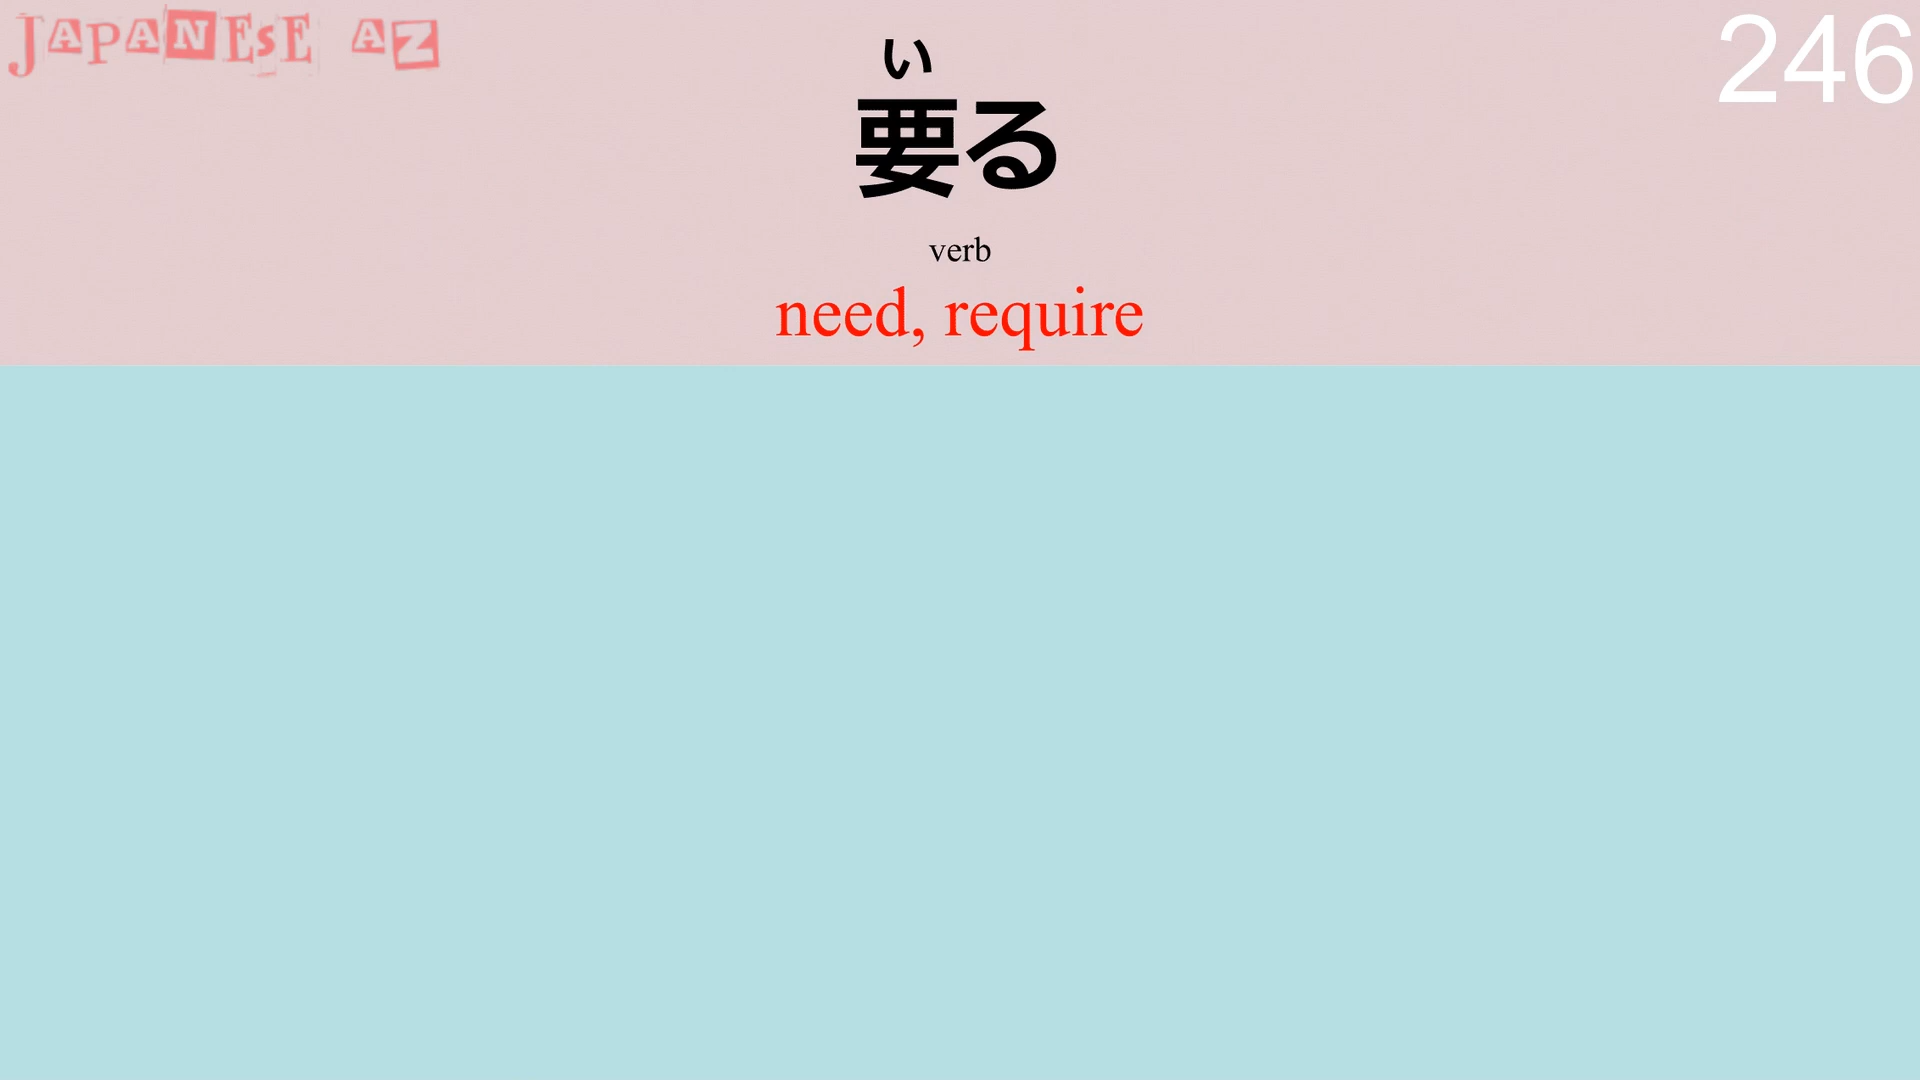 JAPANESE AZ
246
い
要る
verb
need, require